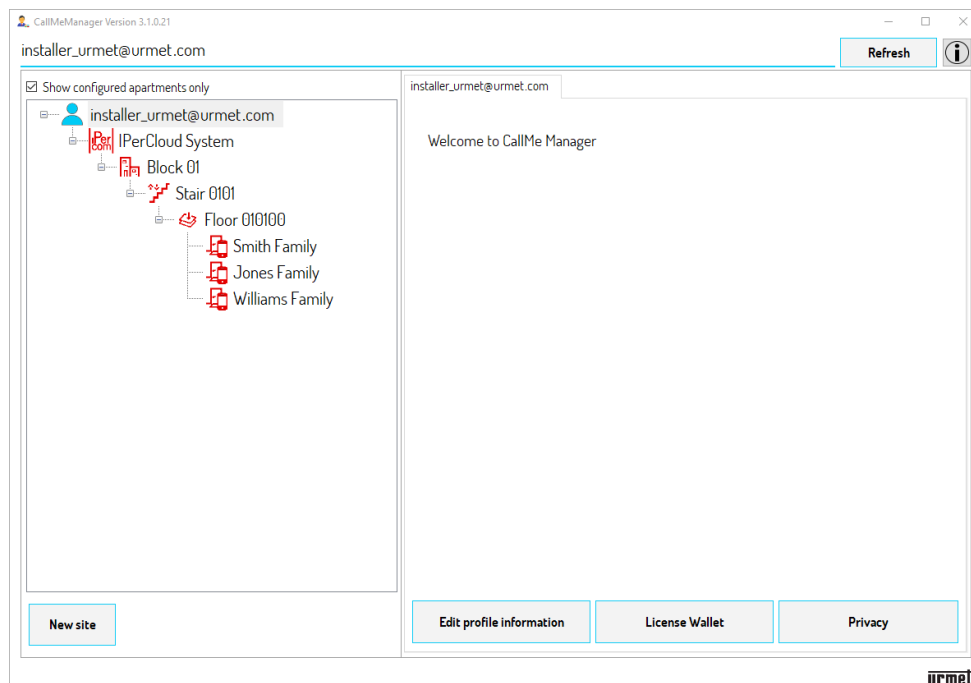 CallMeManager Version 3.1.0.21
installer_urmet@urmet.com
Refresh
i
Show configured apartments only
installer_urmet@urmet.com
IPer
com
IPerCloud System
Block 01
Stair 0101
Floor 010100
Smith Family
Jones Family
Williams Family
New site
installer_urmet@urmet.com
Welcome to CallMe Manager
Edit profile information
License Wallet
Privacy
urmet